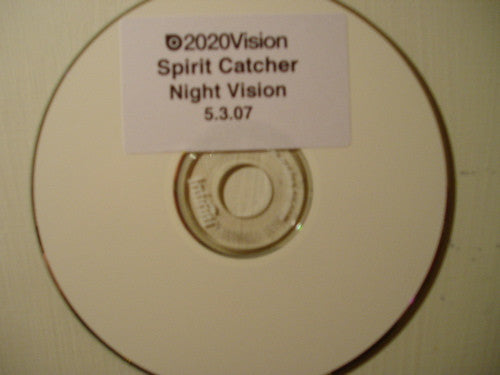 2020Vision
Spirit Catcher
Night Vision
5.3.07